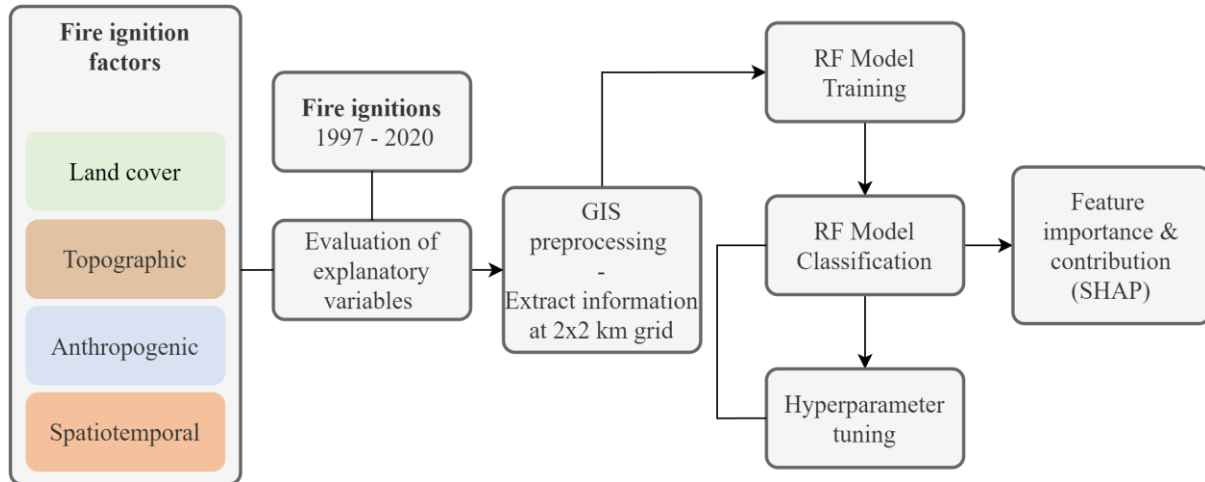 Fire ignition
factors
Land cover
Topographic
Anthropogenic
Spatiotemporal
Fire ignitions
1997 - 2020
Evaluation of
explanatory
variables
GIS
preprocessing
-
Extract information
at 2x2 km grid
RF Model
Training
RF Model
Classification
Hyperparameter
tuning
Feature
importance &
contribution
(SHAP)